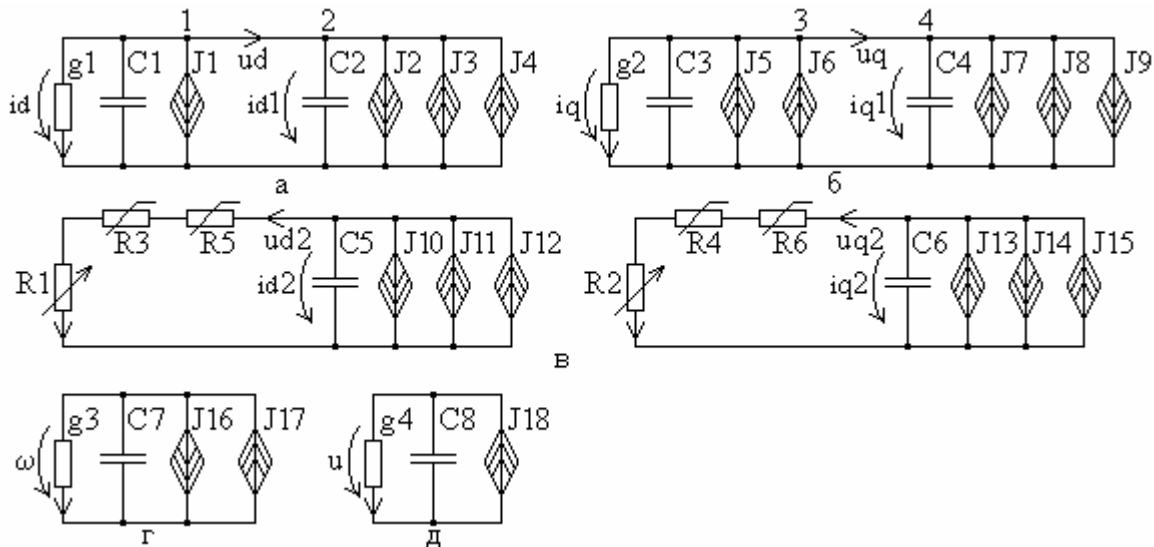 1 2 3 4
g1 C1 J1 ud C2 J2 J3 J4 g2 C3 J5 J6 uq C4 J7 J8 J9
id id1 iq iq1
а б
R3 R5 ud2 C5 J10 J11 J12 R4 R6 uq2 C6 J13 J14 J15
R1 id2 R2 iq2
в
g3 C7 J16 J17 g4 C8 J18
ω u
г д